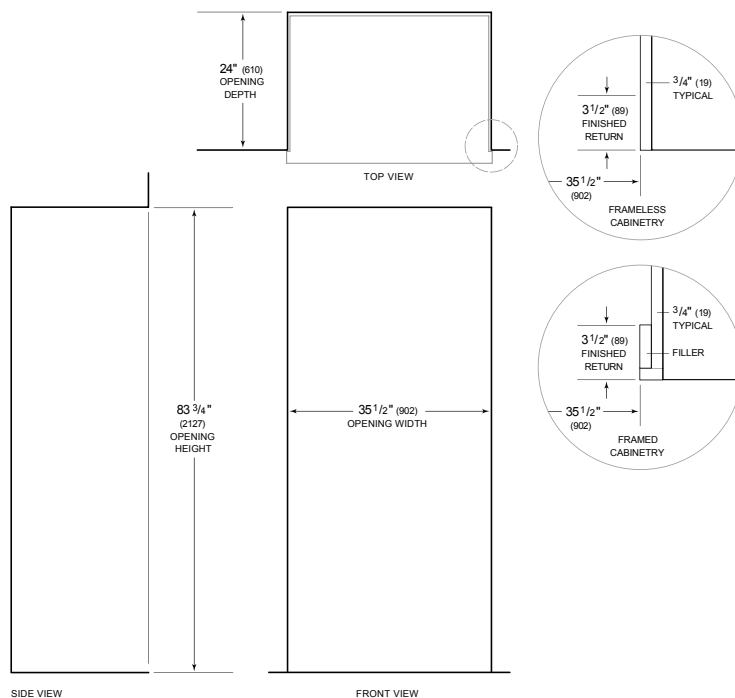 24" (610)
OPENING
DEPTH
TOP VIEW
3/4" (19)
TYPICAL
3 1/2" (89)
FINISHED
RETURN
35 1/2"
(902)
FRAMELESS
CABINETRY
3/4" (19)
TYPICAL
3 1/2" (89)
FINISHED
RETURN
FILLER
35 1/2"
(902)
FRAMED
CABINETRY
83 3/4"
(2127)
OPENING
HEIGHT
35 1/2" (902)
OPENING WIDTH
SIDE VIEW
FRONT VIEW